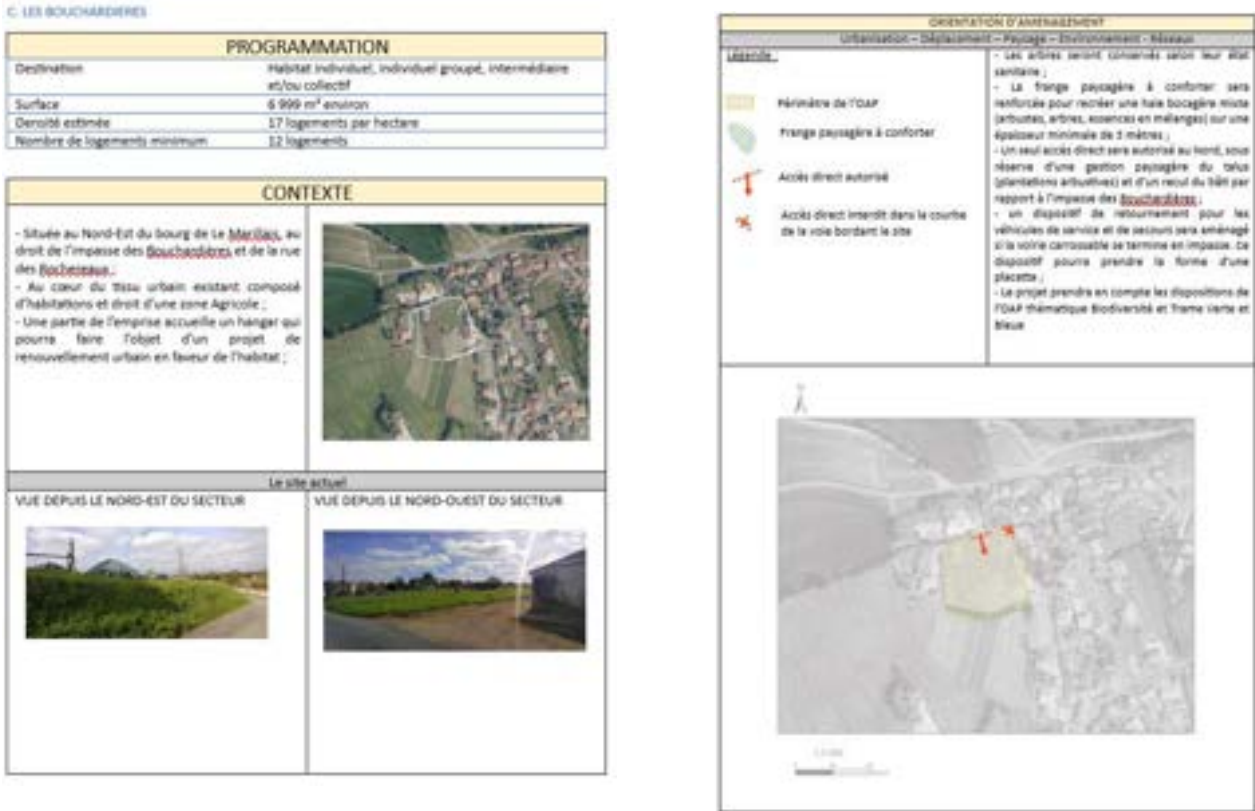 C. LES BOUCHARDIERES
PROGRAMMATION
Destination
Habitat individuel, individuel groupé, intermédiaire
et/ou collectif
Surface
6 999 m² environ
Densité estimée
17 logements par hectare
Nombre de logements minimum
12 logements
CONTEXTE
- Située au Nord-Est du bourg de Le Marillais, au
droit de l'impasse des Bouchardières et de la rue
des Rochereaux ;
- Au cœur du tissu urbain existant composé
d'habitations et droit d'une zone Agricole ;
- Une partie de l'emprise accueille un hangar qui
pourra faire l'objet d'un projet de
renouvellement urbain en faveur de l'habitat ;
Le site actuel
VUE DEPUIS LE NORD-EST DU SECTEUR
VUE DEPUIS LE NORD-OUEST DU SECTEUR
ORIENTATION D'AMENAGEMENT
Urbanisation – Déplacement – Paysage – Environnement - Réseaux
Légende :
Périmètre de l'OAP
Frange paysagère à conforter
Accès direct autorisé
Accès direct interdit dans la courbe
de la voie bordant le site
- Les arbres seront conservés selon leur état
sanitaire ;
- La frange paysagère à conforter sera
renforcée pour recréer une haie bocagère mixte
(arbustes, arbres, essences en mélanges) sur une
épaisseur minimale de 3 mètres ;
- Un seul accès direct sera autorisé au Nord, sous
réserve d'une gestion paysagère du talus
(plantations arbustives) et d'un recul du bâti par
rapport à l'impasse des Bouchardières ;
- un dispositif de retournement pour les
véhicules de service et de secours sera aménagé
si la voirie carrossable se termine en impasse. Ce
dispositif pourra prendre la forme d'une
placette ;
- Le projet prendra en compte les dispositions de
l'OAP thématique Biodiversité et Trame Verte et
Bleue